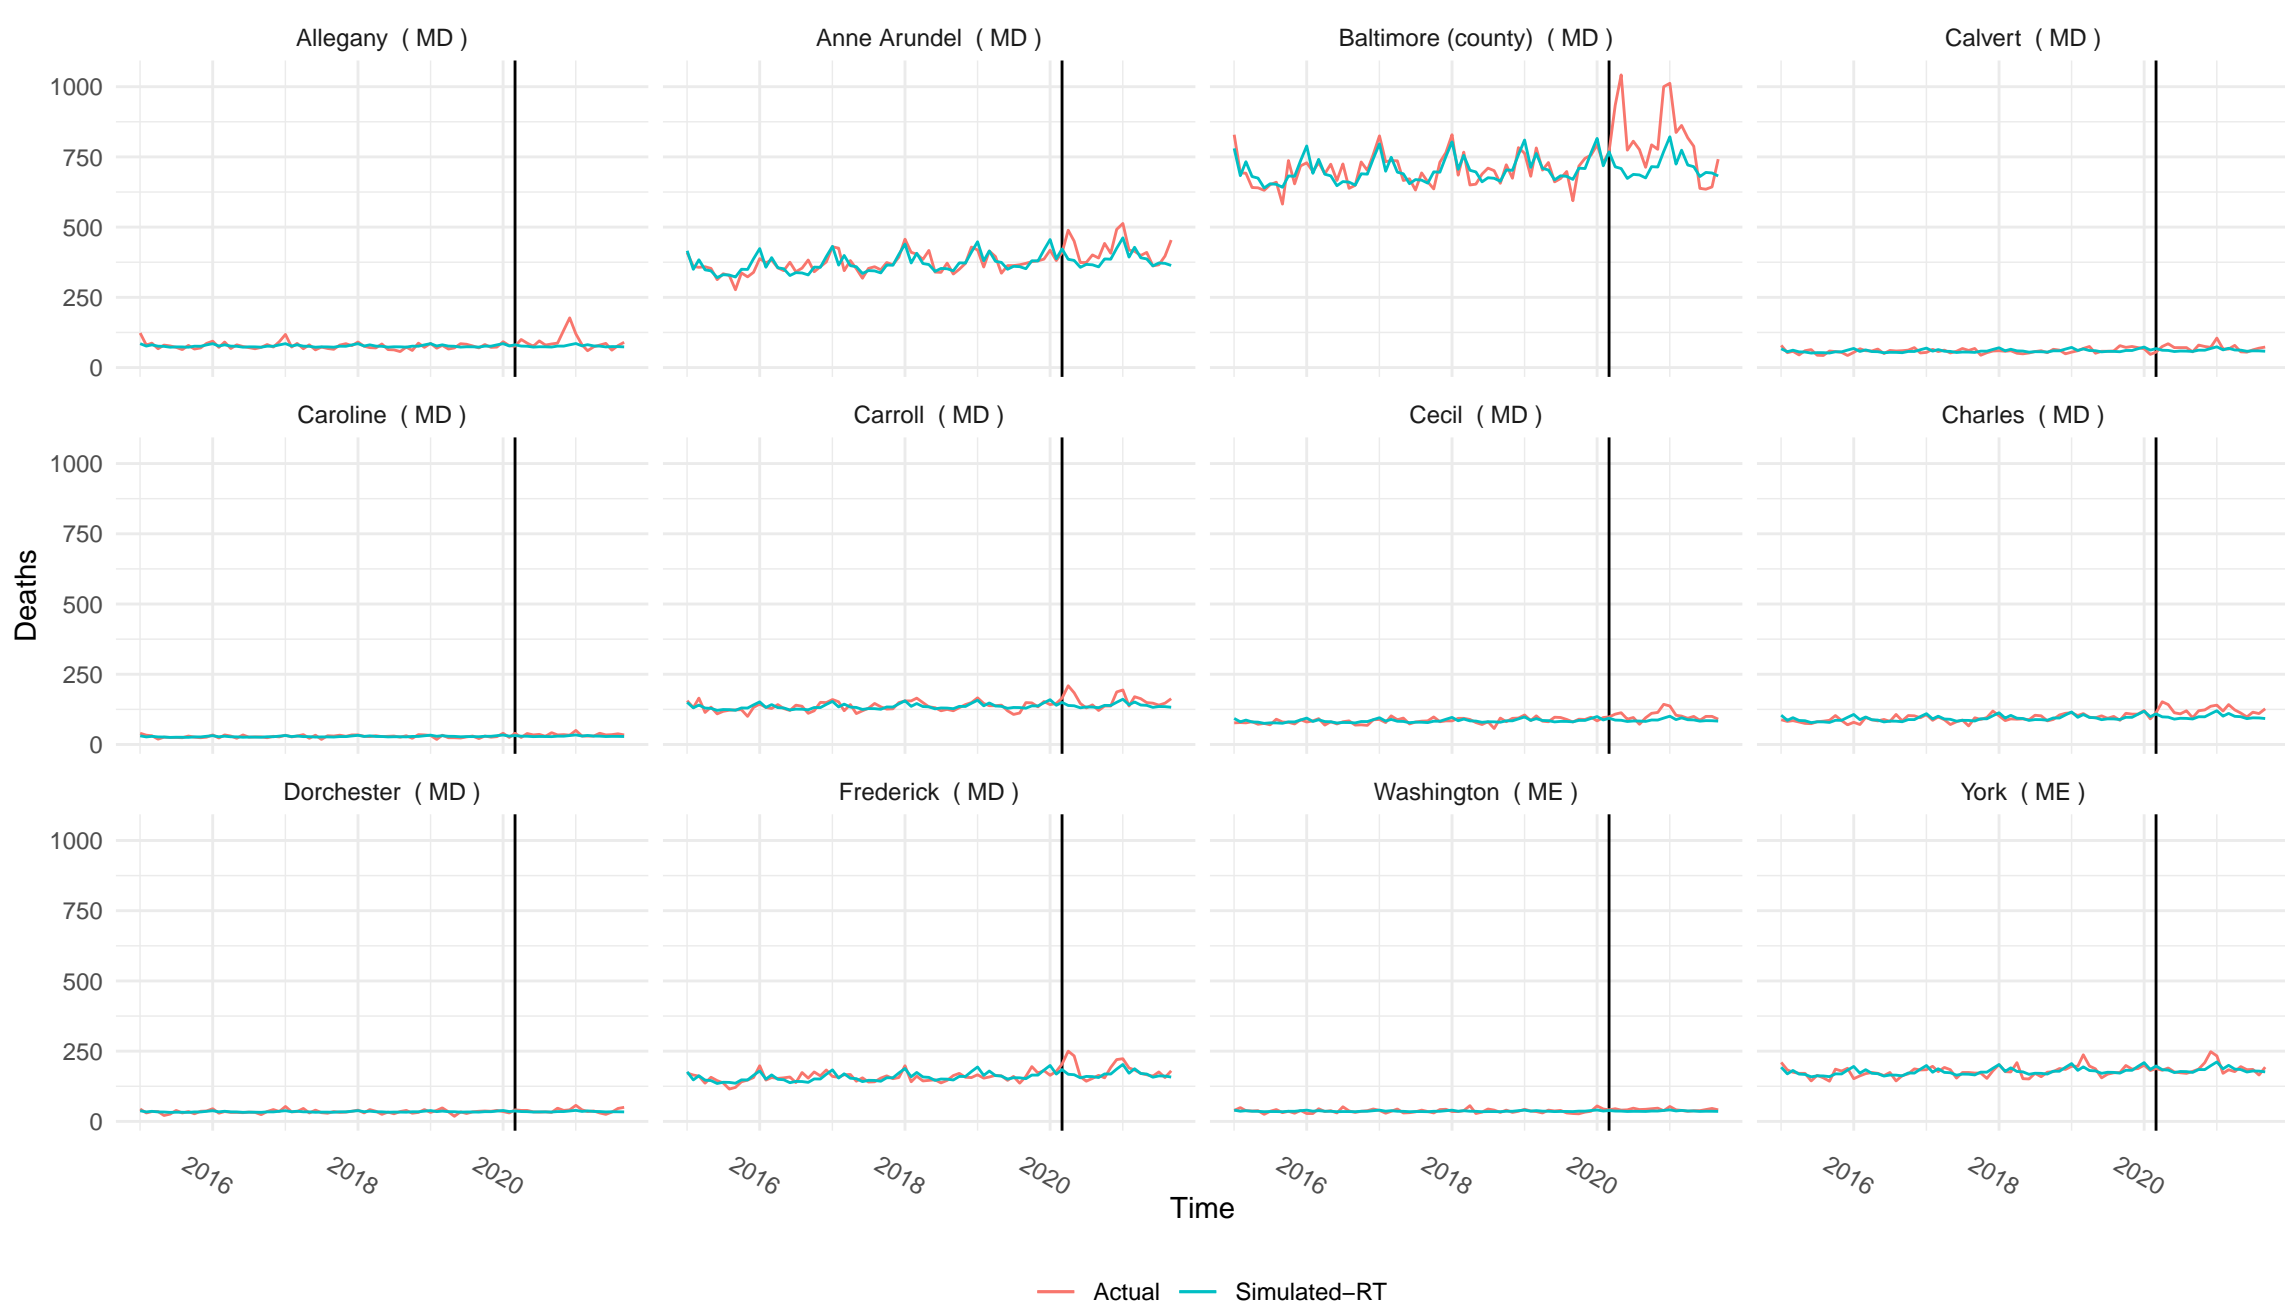 Allegany ( MD )
Anne Arundel ( MD )
Baltimore (county) ( MD )
Calvert ( MD )
1000
750
500
250
0
Caroline ( MD )
Carroll ( MD )
Cecil ( MD )
Charles ( MD )
1000
750
500
250
0
Deaths
Dorchester ( MD )
Frederick ( MD )
Washington ( ME )
York ( ME )
1000
750
500
250
0
2016 2018 2020
2016 2018 2020
2016 2018 2020
2016 2018 2020
Time
Actual
Simulated−RT